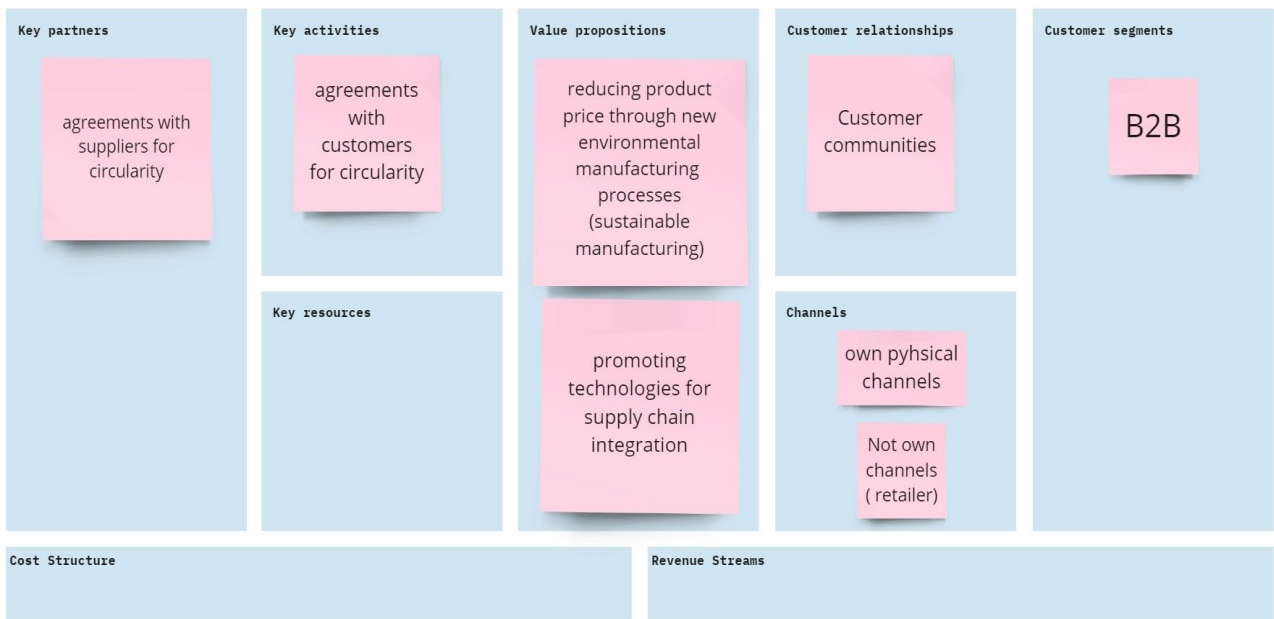 Key partners
agreements with
suppliers for
circularity
Key activities
agreements
with
customers
for circularity
Key resources
Value propositions
reducing product
price through new
environmental
manufacturing
processes
(sustainable
manufacturing)
promoting
technologies for
supply chain
integration
Customer relationships
Customer
communities
Channels
own pyhsical
channels
Not own
channels
( retailer)
Customer segments
B2B
Cost Structure
Revenue Streams